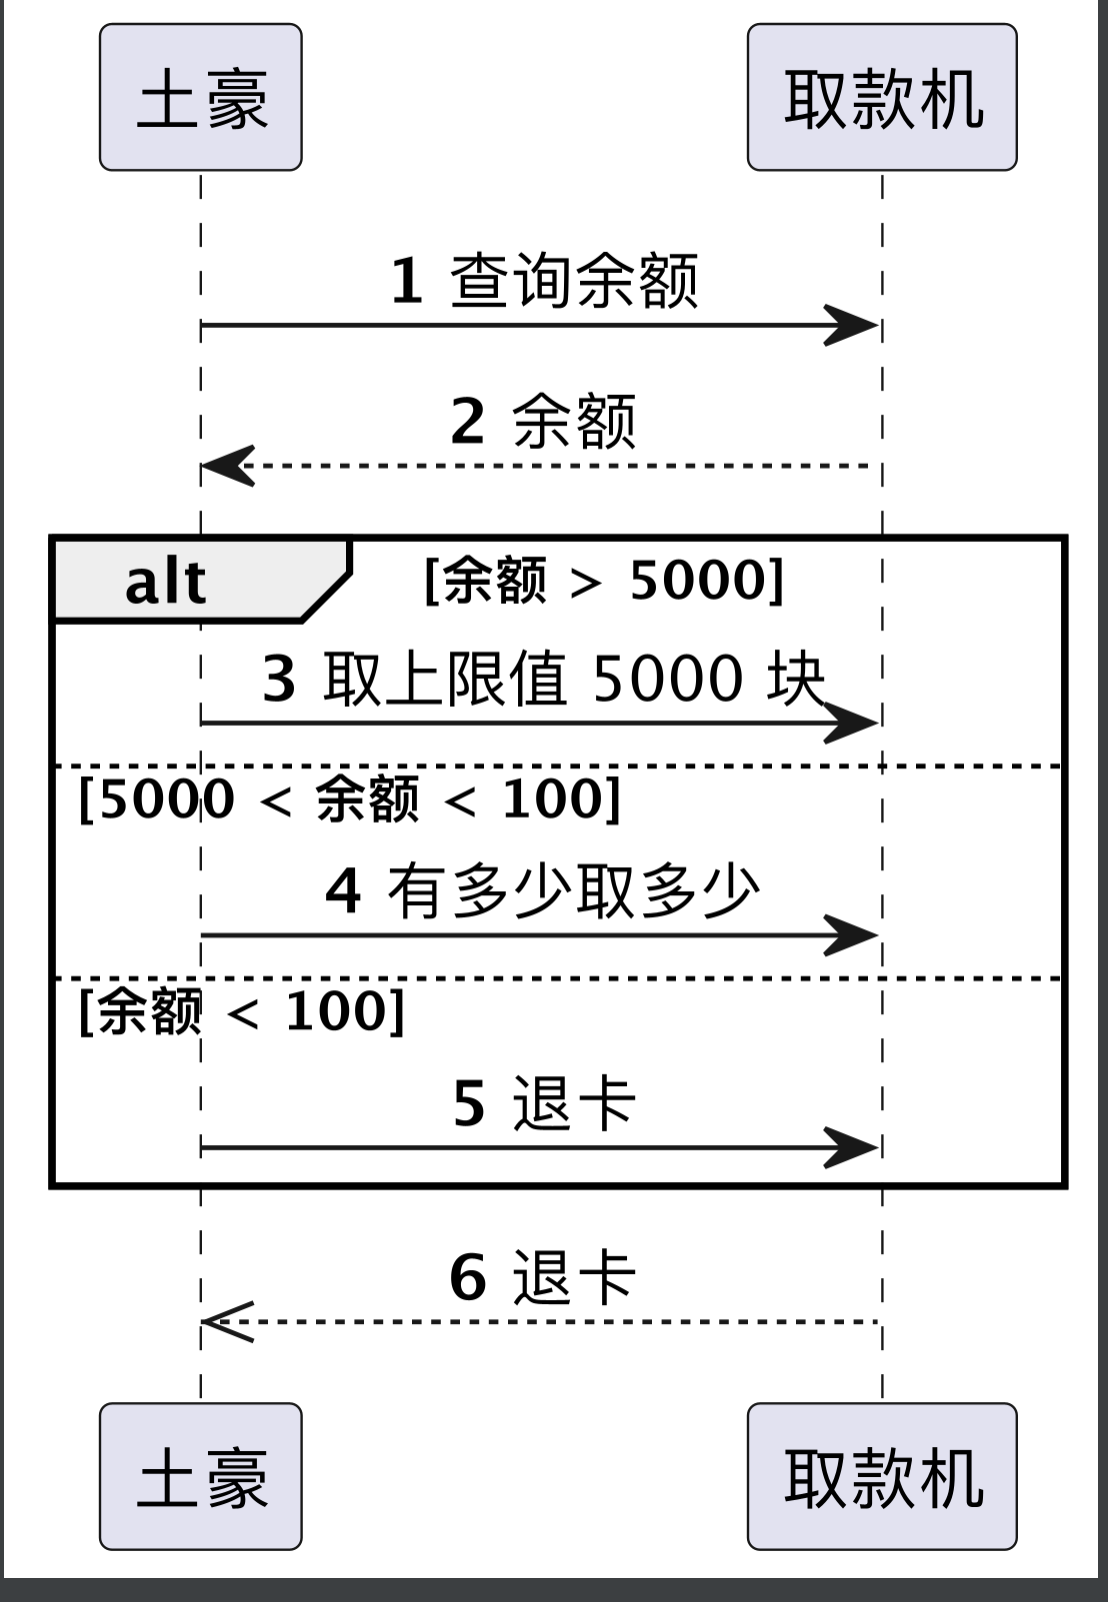 土豪 取款机
1 查询余额
2 余额
alt [余额 > 5000]
3 取上限值 5000 块
[5000 < 余额 < 100]
4 有多少取多少
[余额 < 100]
5 退卡
6 退卡
土豪 取款机